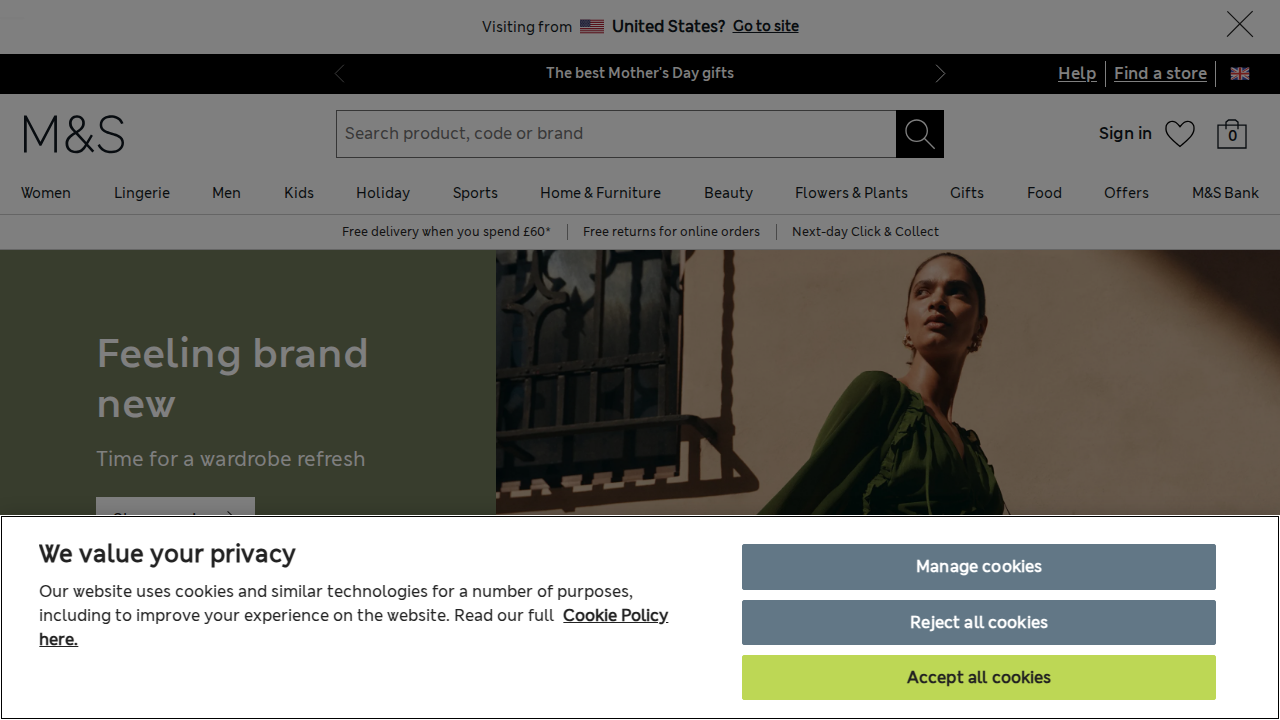 Visiting from United States? Go to site
The best Mother's Day gifts
Help
Find a store
M&S
Search product, code or brand
Sign in
0
Women Lingerie Men Kids Holiday Sports Home & Furniture Beauty Flowers & Plants Gifts Food Offers M&S Bank
Free delivery when you spend £60* Free returns for online orders Next-day Click & Collect
Feeling brand
new
Time for a wardrobe refresh
We value your privacy
Our website uses cookies and similar technologies for a number of purposes,
including to improve your experience on the website. Read our full Cookie Policy
here.
Manage cookies
Reject all cookies
Accept all cookies